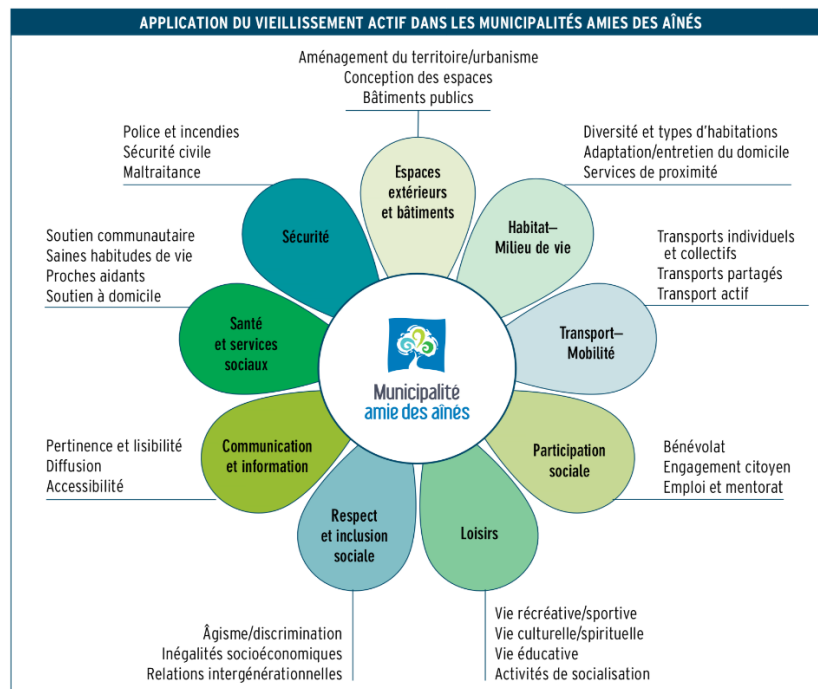 APPLICATION DU VIEILLISSEMENT ACTIF DANS LES MUNICIPALITÉS AMIES DES AÎNÉS
Aménagement du territoire/urbanisme
Conception des espaces
Bâtiments publics
Espaces
extérieurs
et bâtiments
Diversité et types d'habitations
Adaptation/entretien du domicile
Services de proximité
Habitat–
Milieu de vie
Transports individuels
et collectifs
Transports partagés
Transport actif
Transport–
Mobilité
Bénévolat
Engagement citoyen
Emploi et mentorat
Participation
sociale
Vie récréative/sportive
Vie culturelle/spirituelle
Vie éducative
Activités de socialisation
Loisirs
Âgisme/discrimination
Inégalités socioéconomiques
Relations intergénérationnelles
Respect
et inclusion
sociale
Pertinence et lisibilité
Diffusion
Accessibilité
Communication
et information
Soutien communautaire
Saines habitudes de vie
Proches aidants
Soutien à domicile
Santé
et services
sociaux
Police et incendies
Sécurité civile
Maltraitance
Sécurité
Municipalité
amie des aînés